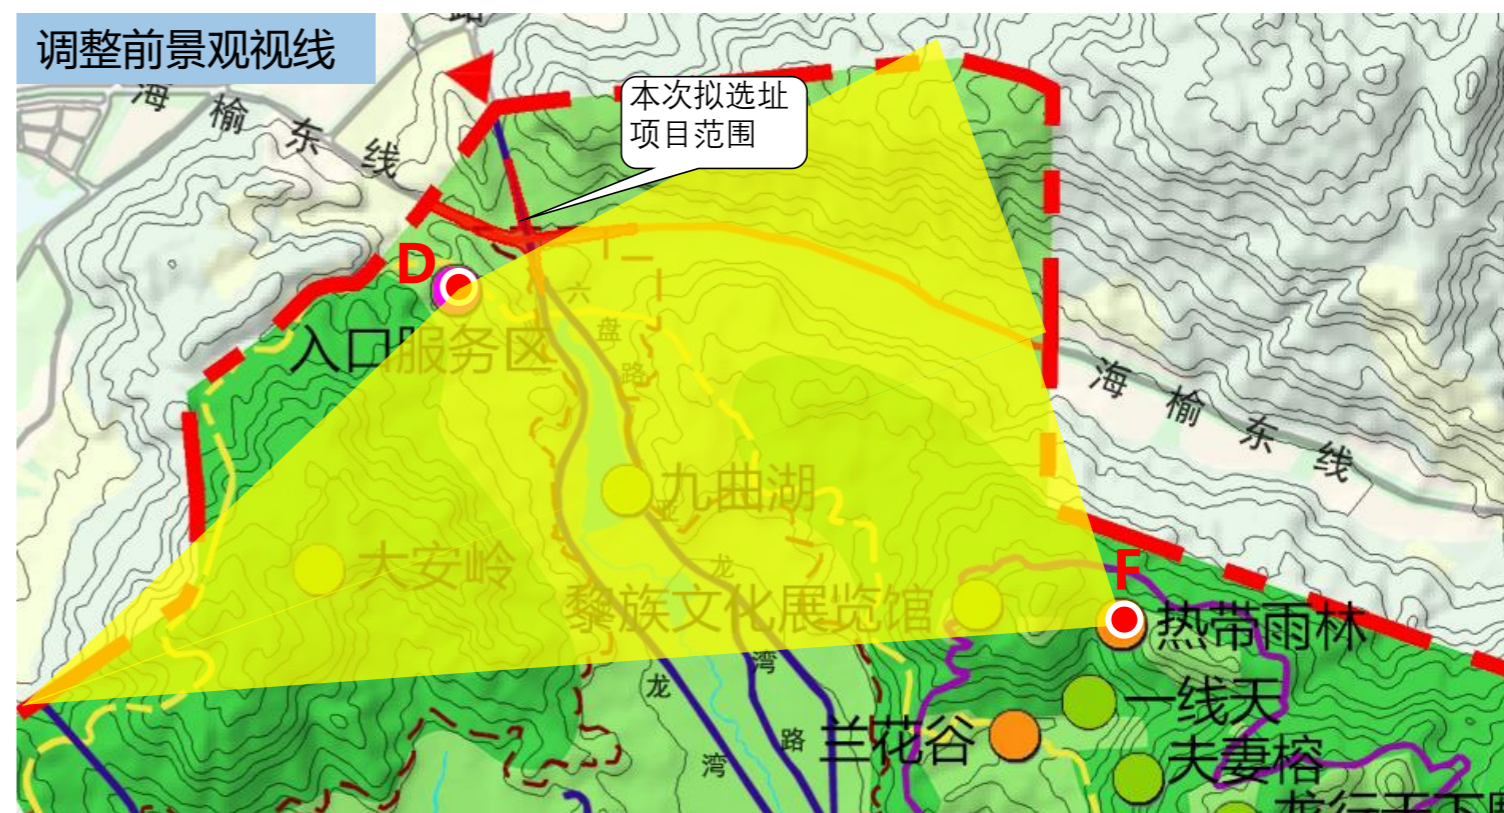 调整前景观视线
路
海榆东线
本次拟选址
项目范围
D
入口服务区
六盘路
海榆东线
九曲湖
亚龙湾路
大安岭
黎族文化展览馆
F
热带雨林
龙湾
一线天
兰花谷
夫妻榕